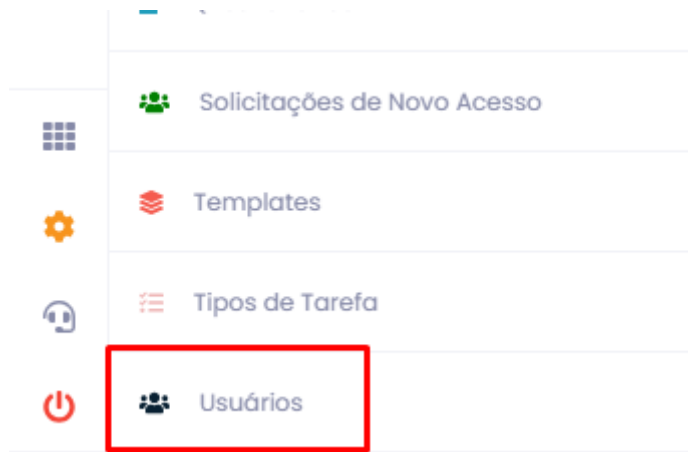 Solicitações de Novo Acesso
Templates
Tipos de Tarefa
Usuários